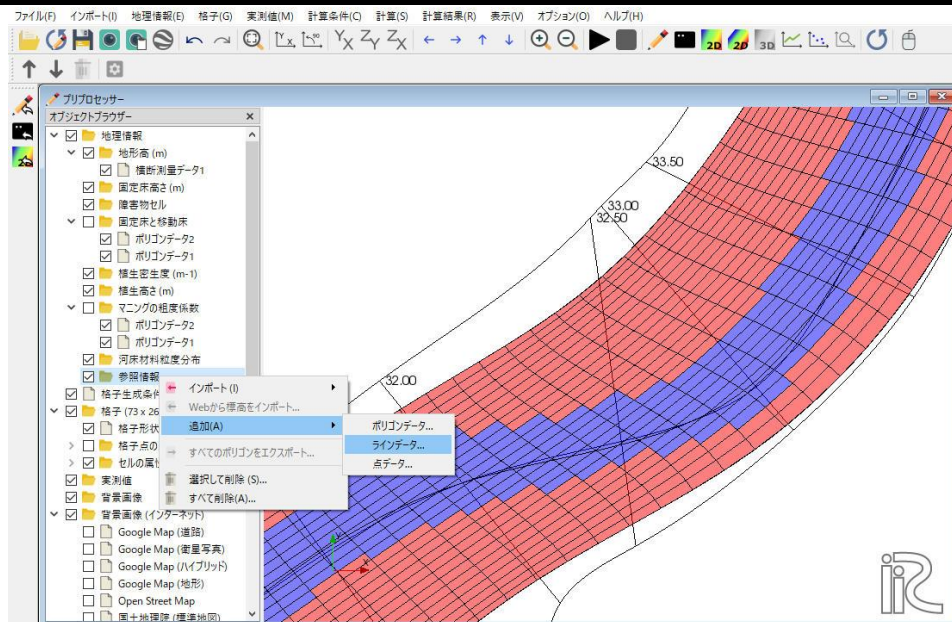 ファイル(F) インポート(I) 地理情報(E) 格子(G) 実測値(M) 計算条件(C) 計算(S) 計算結果(R) 表示(V) オプション(O) ヘルプ(H)
プリプロセッサー
オブジェクトブラウザー
地理情報
地形高 (m)
横断測量データ1
固定床高さ (m)
障害物セル
固定床と移動床
ポリゴンデータ2
ポリゴンデータ1
植生密生度 (m-1)
植生高さ (m)
マニングの粗度係数
ポリゴンデータ2
ポリゴンデータ1
河床材料粒度分布
参照情報
格子生成条件
格子 (73 x 26
格子形状
格子点の
セルの属性
実測値
背景画像
背景画像 (インターネット)
Google Map (道路)
Google Map (衛星写真)
Google Map (ハイブリッド)
Google Map (地形)
Open Street Map
国土地理院 (標準地図)
インポート (I)
Webから標高をインポート...
追加(A)
すべてのポリゴンをエクスポート...
選択して削除 (S)...
すべて削除(A)...
ポリゴンデータ...
ラインデータ...
点データ...
33.50
33.00
32.50
32.00
Y
X
iRIC